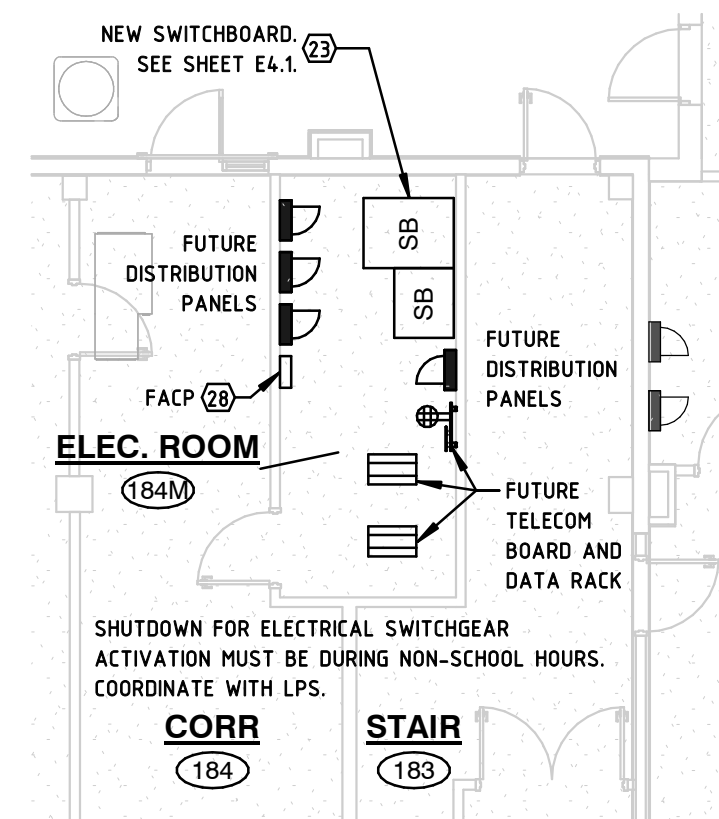 NEW SWITCHBOARD.
SEE SHEET E4.1.
23
SB
SB
FUTURE
DISTRIBUTION
PANELS
FUTURE
DISTRIBUTION
PANELS
FACP 28
ELEC. ROOM
184M
FUTURE
TELECOM
BOARD AND
DATA RACK
SHUTDOWN FOR ELECTRICAL SWITCHGEAR
ACTIVATION MUST BE DURING NON-SCHOOL HOURS.
COORDINATE WITH LPS.
CORR
184
STAIR
183